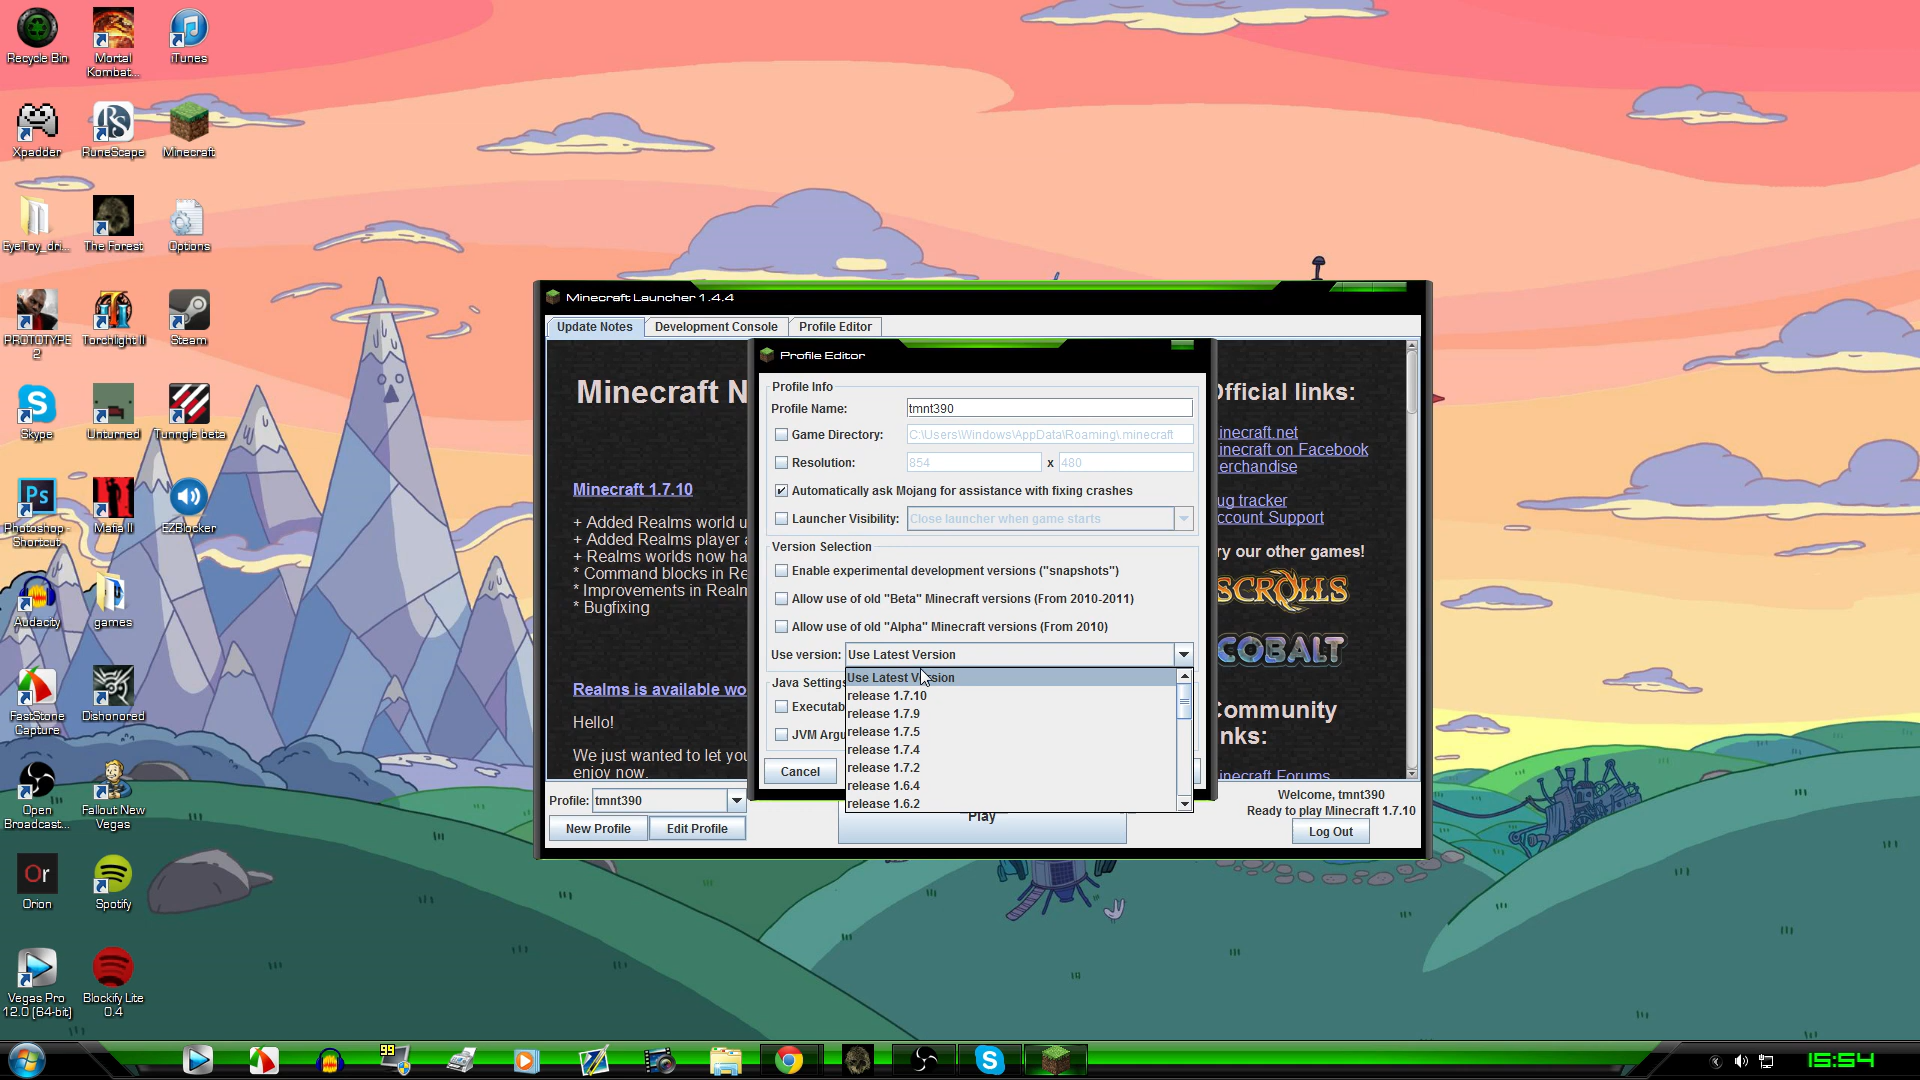 Recycle Bin
Mortal Kombat...
iTunes
Xpadder
RuneScape
Minecraft
EyeToy_dri...
The Forest
Options
PROTOTYPE 2
Torchlight II
Steam
Skype
Unturned
Tunngle beta
Photoshop - Shortcut
Mafia II
EZBlocker
Audacity
games
FastStone Capture
Dishonored
Open Broadcast...
Fallout New Vegas
Or
Orion
Spotify
Vegas Pro 12.0 (64-bit)
Blockify Lite 0.4
Minecraft Launcher 1.4.4
Update Notes
Development Console
Profile Editor
Minecraft N
Minecraft 1.7.10
+ Added Realms world u
+ Added Realms player a
+ Realms worlds now ha
* Command blocks in Re
* Improvements in Realm
* Bugfixing
Realms is available wo
Hello!
We just wanted to let you
enjoy now.
Profile Editor
Profile Info
Profile Name: tmnt390
Game Directory: C:\Users\Windows\AppData\Roaming\.minecraft
Resolution: 854 x 480
Automatically ask Mojang for assistance with fixing crashes
Launcher Visibility: Close launcher when game starts
Version Selection
Enable experimental development versions ("snapshots")
Allow use of old "Beta" Minecraft versions (From 2010-2011)
Allow use of old "Alpha" Minecraft versions (From 2010)
Use version: Use Latest Version
Use Latest Version
release 1.7.10
release 1.7.9
release 1.7.5
release 1.7.4
release 1.7.2
release 1.6.4
release 1.6.2
Java Settings
Executab
JVM Argu
Cancel
Official links:
inecraft.net
inecraft on Facebook
erchandise
ug tracker
ccount Support
ry our other games!
SCROLLS
COBALT
Community
nks:
inecraft Forums
Profile: tmnt390
New Profile
Edit Profile
Play
Welcome, tmnt390
Ready to play Minecraft 1.7.10
Log Out
99
15:54